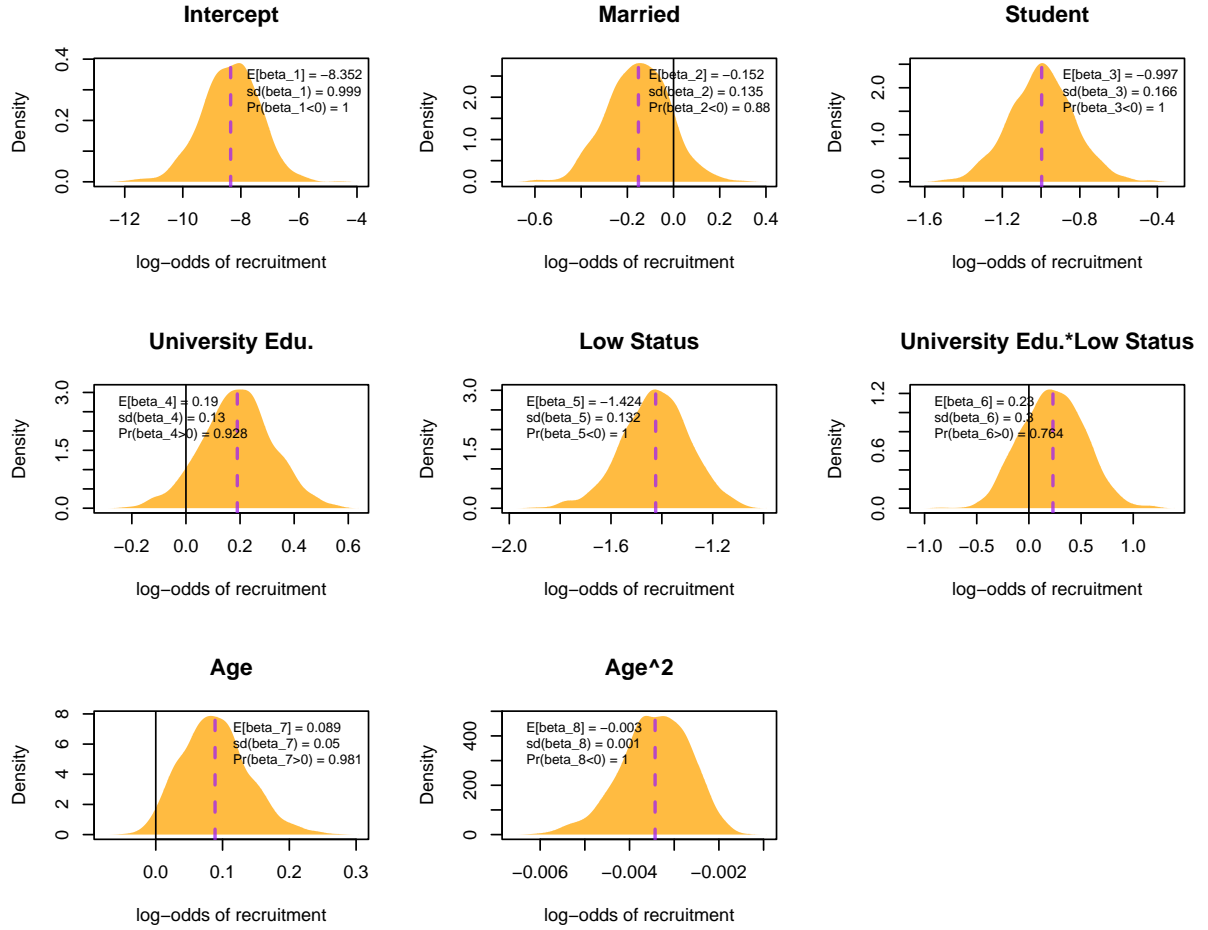 Intercept
Married
Student
E[beta_1] = −8.352
sd(beta_1) = 0.999
Pr(beta_1<0) = 1
E[beta_2] = −0.152
sd(beta_2) = 0.135
Pr(beta_2<0) = 0.88
E[beta_3] = −0.997
sd(beta_3) = 0.166
Pr(beta_3<0) = 1
Density
0.0 0.2 0.4
−12 −10 −8 −6 −4
log−odds of recruitment
Density
0.0 1.0 2.0
−0.6 −0.2 0.0 0.2 0.4
log−odds of recruitment
Density
0.0 1.0 2.0
−1.6 −1.2 −0.8 −0.4
log−odds of recruitment
University Edu.
Low Status
University Edu.*Low Status
E[beta_4] = 0.19
sd(beta_4) = 0.13
Pr(beta_4>0) = 0.928
E[beta_5] = −1.424
sd(beta_5) = 0.132
Pr(beta_5<0) = 1
E[beta_6] = 0.23
sd(beta_6) = 0.3
Pr(beta_6>0) = 0.764
Density
0.0 1.5 3.0
−0.2 0.0 0.2 0.4 0.6
log−odds of recruitment
Density
0.0 1.5 3.0
−2.0 −1.6 −1.2
log−odds of recruitment
Density
0.0 0.6 1.2
−1.0 −0.5 0.0 0.5 1.0
log−odds of recruitment
Age
Age^2
E[beta_7] = 0.089
sd(beta_7) = 0.05
Pr(beta_7>0) = 0.981
E[beta_8] = −0.003
sd(beta_8) = 0.001
Pr(beta_8<0) = 1
Density
0 2 4 6 8
0.0 0.1 0.2 0.3
log−odds of recruitment
Density
0 200 400
−0.006 −0.004 −0.002
log−odds of recruitment